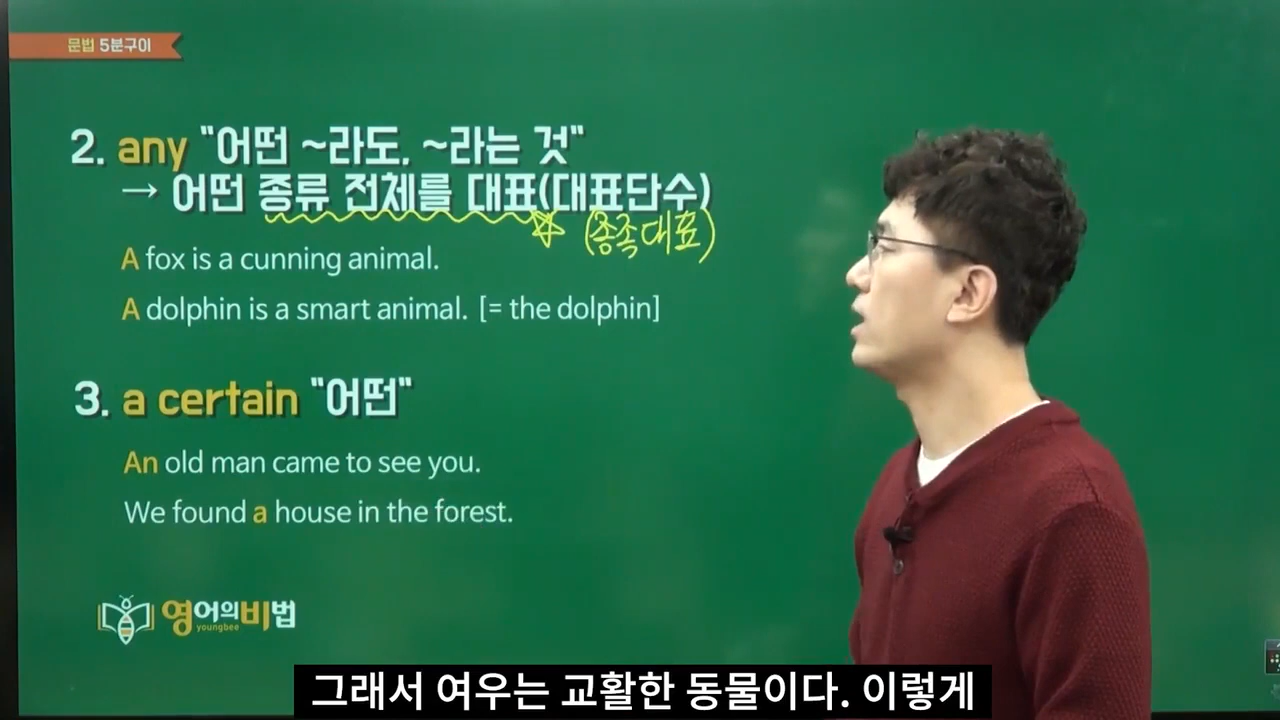 문법 5분구이
2. any "어떤 ~라도, ~라는 것"
→ 어떤 종류 전체를 대표(대표단수)
(종족대표)
A fox is a cunning animal.
A dolphin is a smart animal. [= the dolphin]
3. a certain "어떤"
An old man came to see you.
We found a house in the forest.
영어의비법
youngbee
그래서 여우는 교활한 동물이다. 이렇게